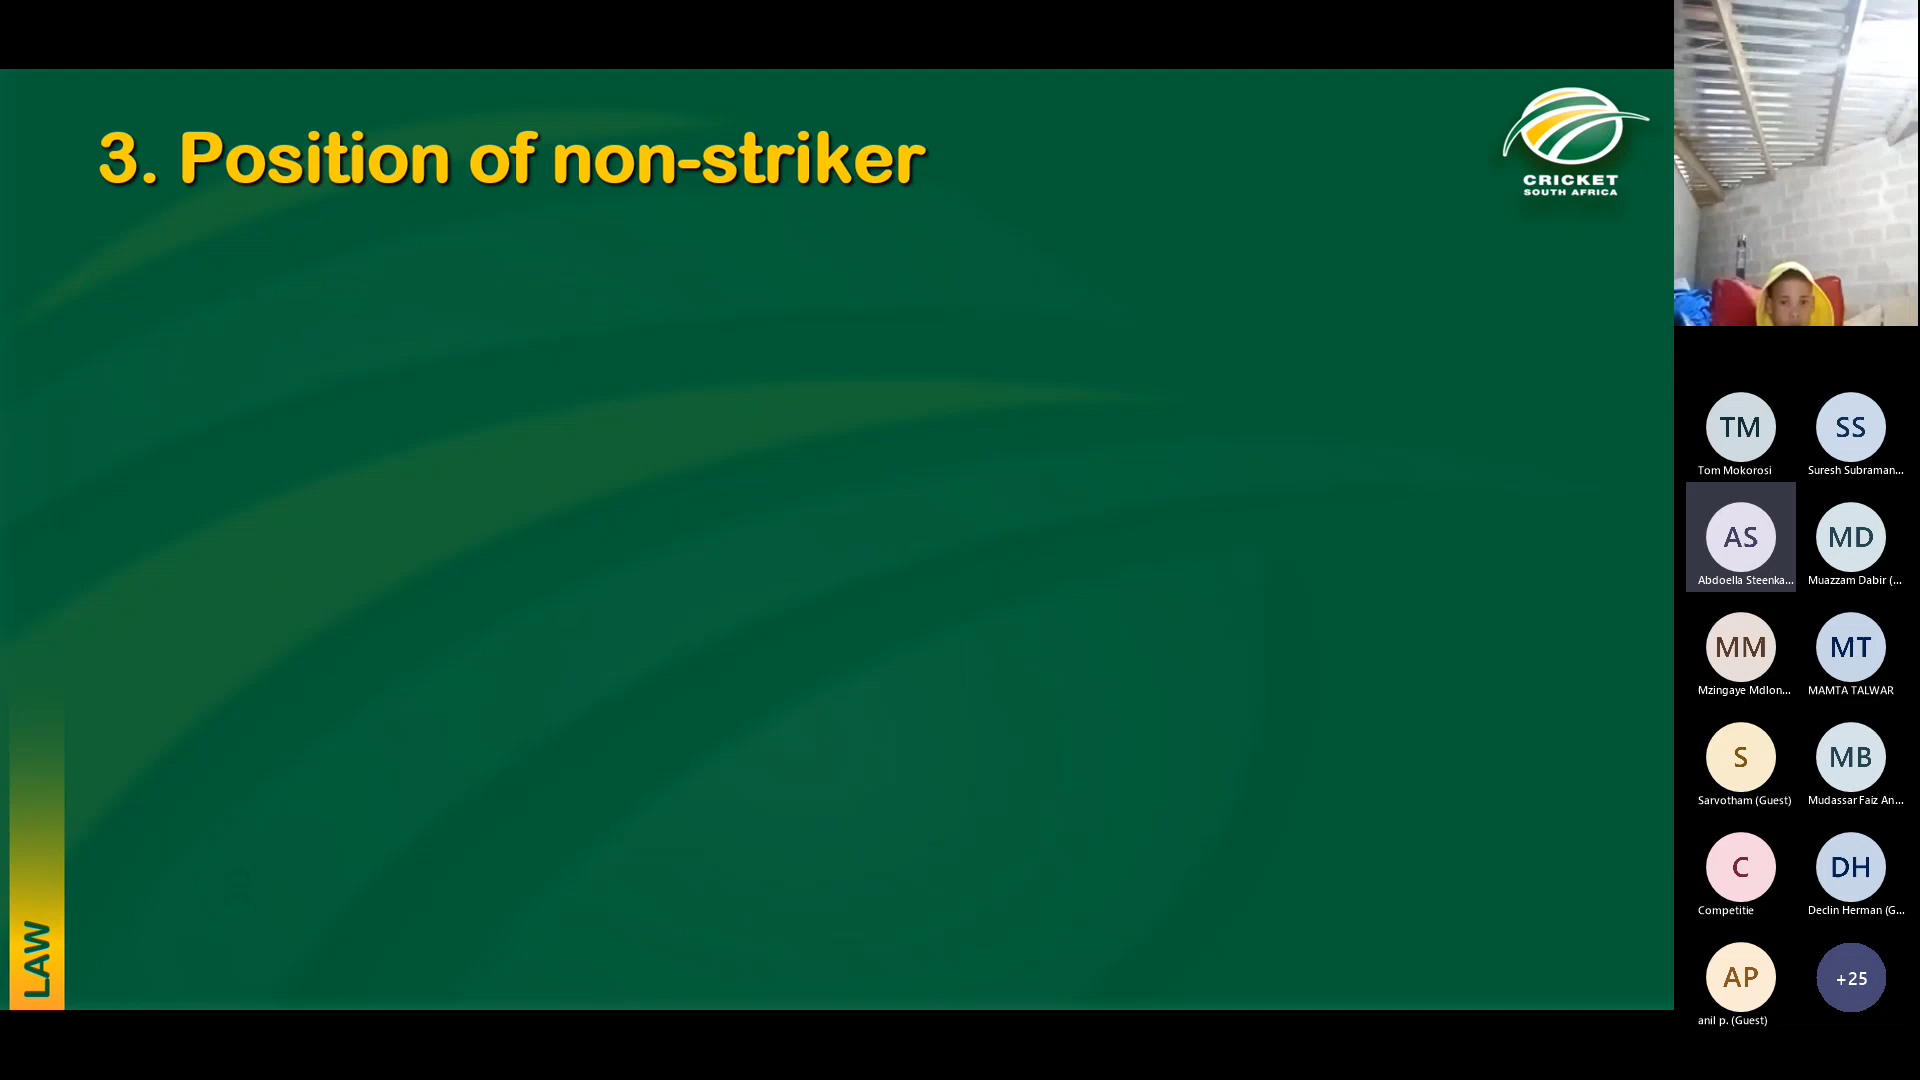 3. Position of non-striker
CRICKET
SOUTH AFRICA
LAW
TM
Tom Mokorosi
SS
Suresh Subraman...
AS
Abdoella Steenka...
MD
Muazzam Dabir (...
MM
Mzingaye Mdlon...
MT
MAMTA TALWAR
S
Sarvotham (Guest)
MB
Mudassar Faiz An...
C
Competitie
DH
Declin Herman (G...
AP
anil p. (Guest)
+25